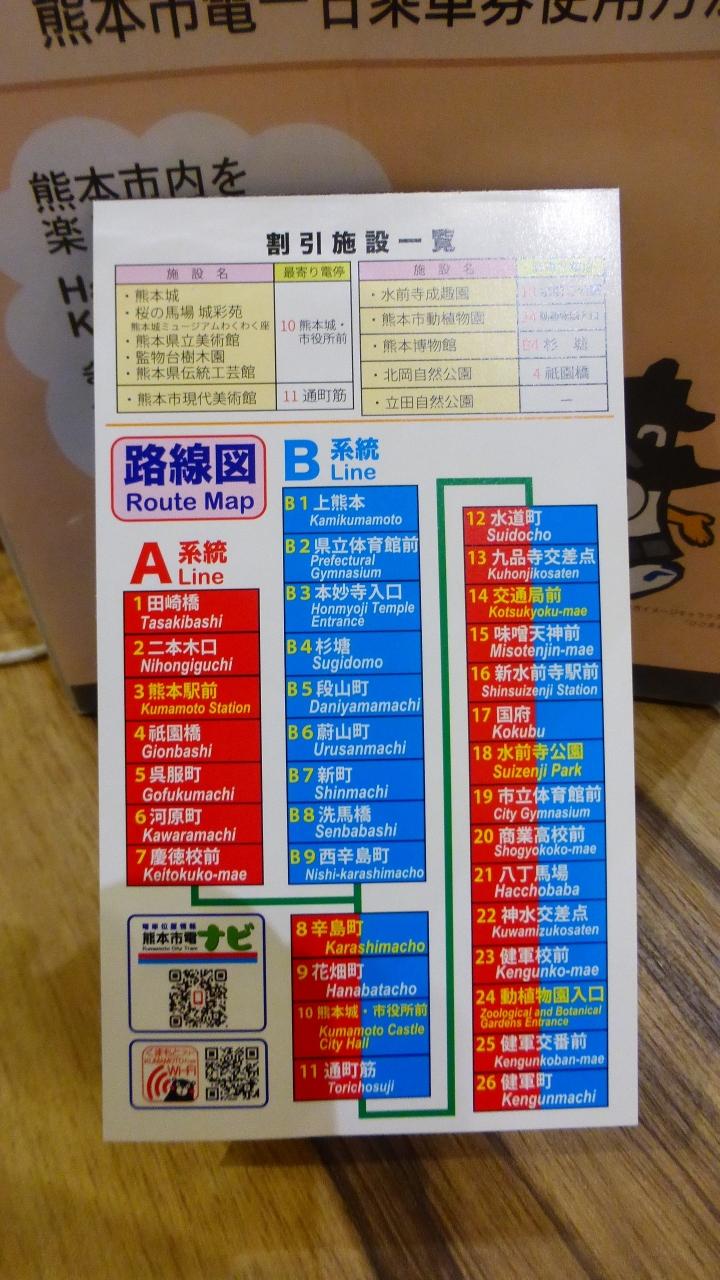 熊本市電一日乗車券使用方
熊本市内を
楽
割引施設一覧
施設名 最寄り電停
・熊本城
・桜の馬場 城彩苑
熊本城ミュージアムわくわく座
・熊本県立美術館
・監物台樹木園
・熊本県伝統工芸館
10 熊本城・
市役所前
・熊本市現代美術館 11 通町筋
施設名
・水前寺成趣園
・熊本市動植物園
・熊本博物館 B4 杉塘
・北岡自然公園 4 祇園橋
・立田自然公園 ー
路線図
Route Map
A 系統
Line
1 田崎橋
Tasakibashi
2 二本木口
Nihongiguchi
3 熊本駅前
Kumamoto Station
4 祇園橋
Gionbashi
5 呉服町
Gofukumachi
6 河原町
Kawaramachi
7 慶徳校前
Keitokuko-mae
B 系統
Line
B1 上熊本
Kamikumamoto
B2 県立体育館前
Prefectural
Gymnasium
B3 本妙寺入口
Honmyoji Temple
Entrance
B4 杉塘
Sugidomo
B5 段山町
Daniyamamachi
B6 蔚山町
Urusanmachi
B7 新町
Shinmachi
B8 洗馬橋
Senbabashi
B9 西辛島町
Nishi-karashimacho
8 辛島町
Karashimacho
9 花畑町
Hanabatacho
10 熊本城・市役所前
Kumamoto Castle
City Hall
11 通町筋
Torichosuji
12 水道町
Suidocho
13 九品寺交差点
Kuhonjikosaten
14 交通局前
Kotsukyoku-mae
15 味噌天神前
Misotenjin-mae
16 新水前寺駅前
Shinsuizenji Station
17 国府
Kokubu
18 水前寺公園
Suizenji Park
19 市立体育館前
City Gymnasium
20 商業高校前
Shogyokoko-mae
21 八丁馬場
Hacchobaba
22 神水交差点
Kuwamizukosaten
23 健軍校前
Kengunko-mae
24 動植物園入口
Zoological and Botanical
Gardens Entrance
25 健軍交番前
Kengunkoban-mae
26 健軍町
Kengunmachi
電車位置情報
熊本市電ナビ
Kumamoto City Tram
くまもとフリー
Wi-Fi